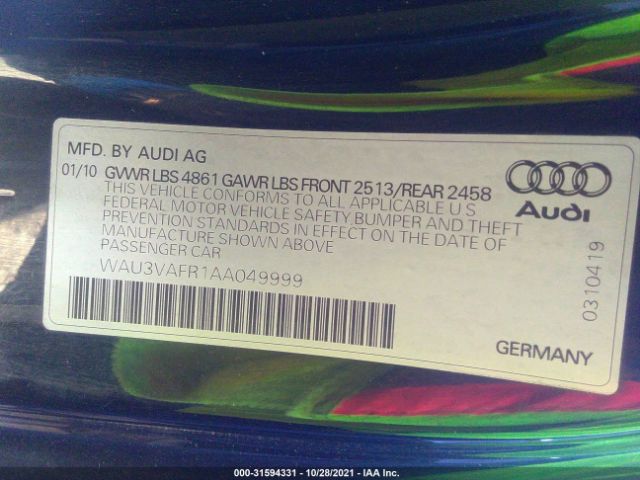 MFD. BY AUDI AG
01/10 GVWR LBS 4861 GAWR LBS FRONT 2513/REAR 2458
THIS VEHICLE CONFORMS TO ALL APPLICABLE U S
FEDERAL MOTOR VEHICLE SAFETY BUMPER AND THEFT
PREVENTION STANDARDS IN EFFECT ON THE DATE OF
MANUFACTURE SHOWN ABOVE
PASSENGER CAR
WAU3VAFR1AA049999
Audi
0310419
GERMANY
000-31594331 - 10/28/2021 - IAA Inc.